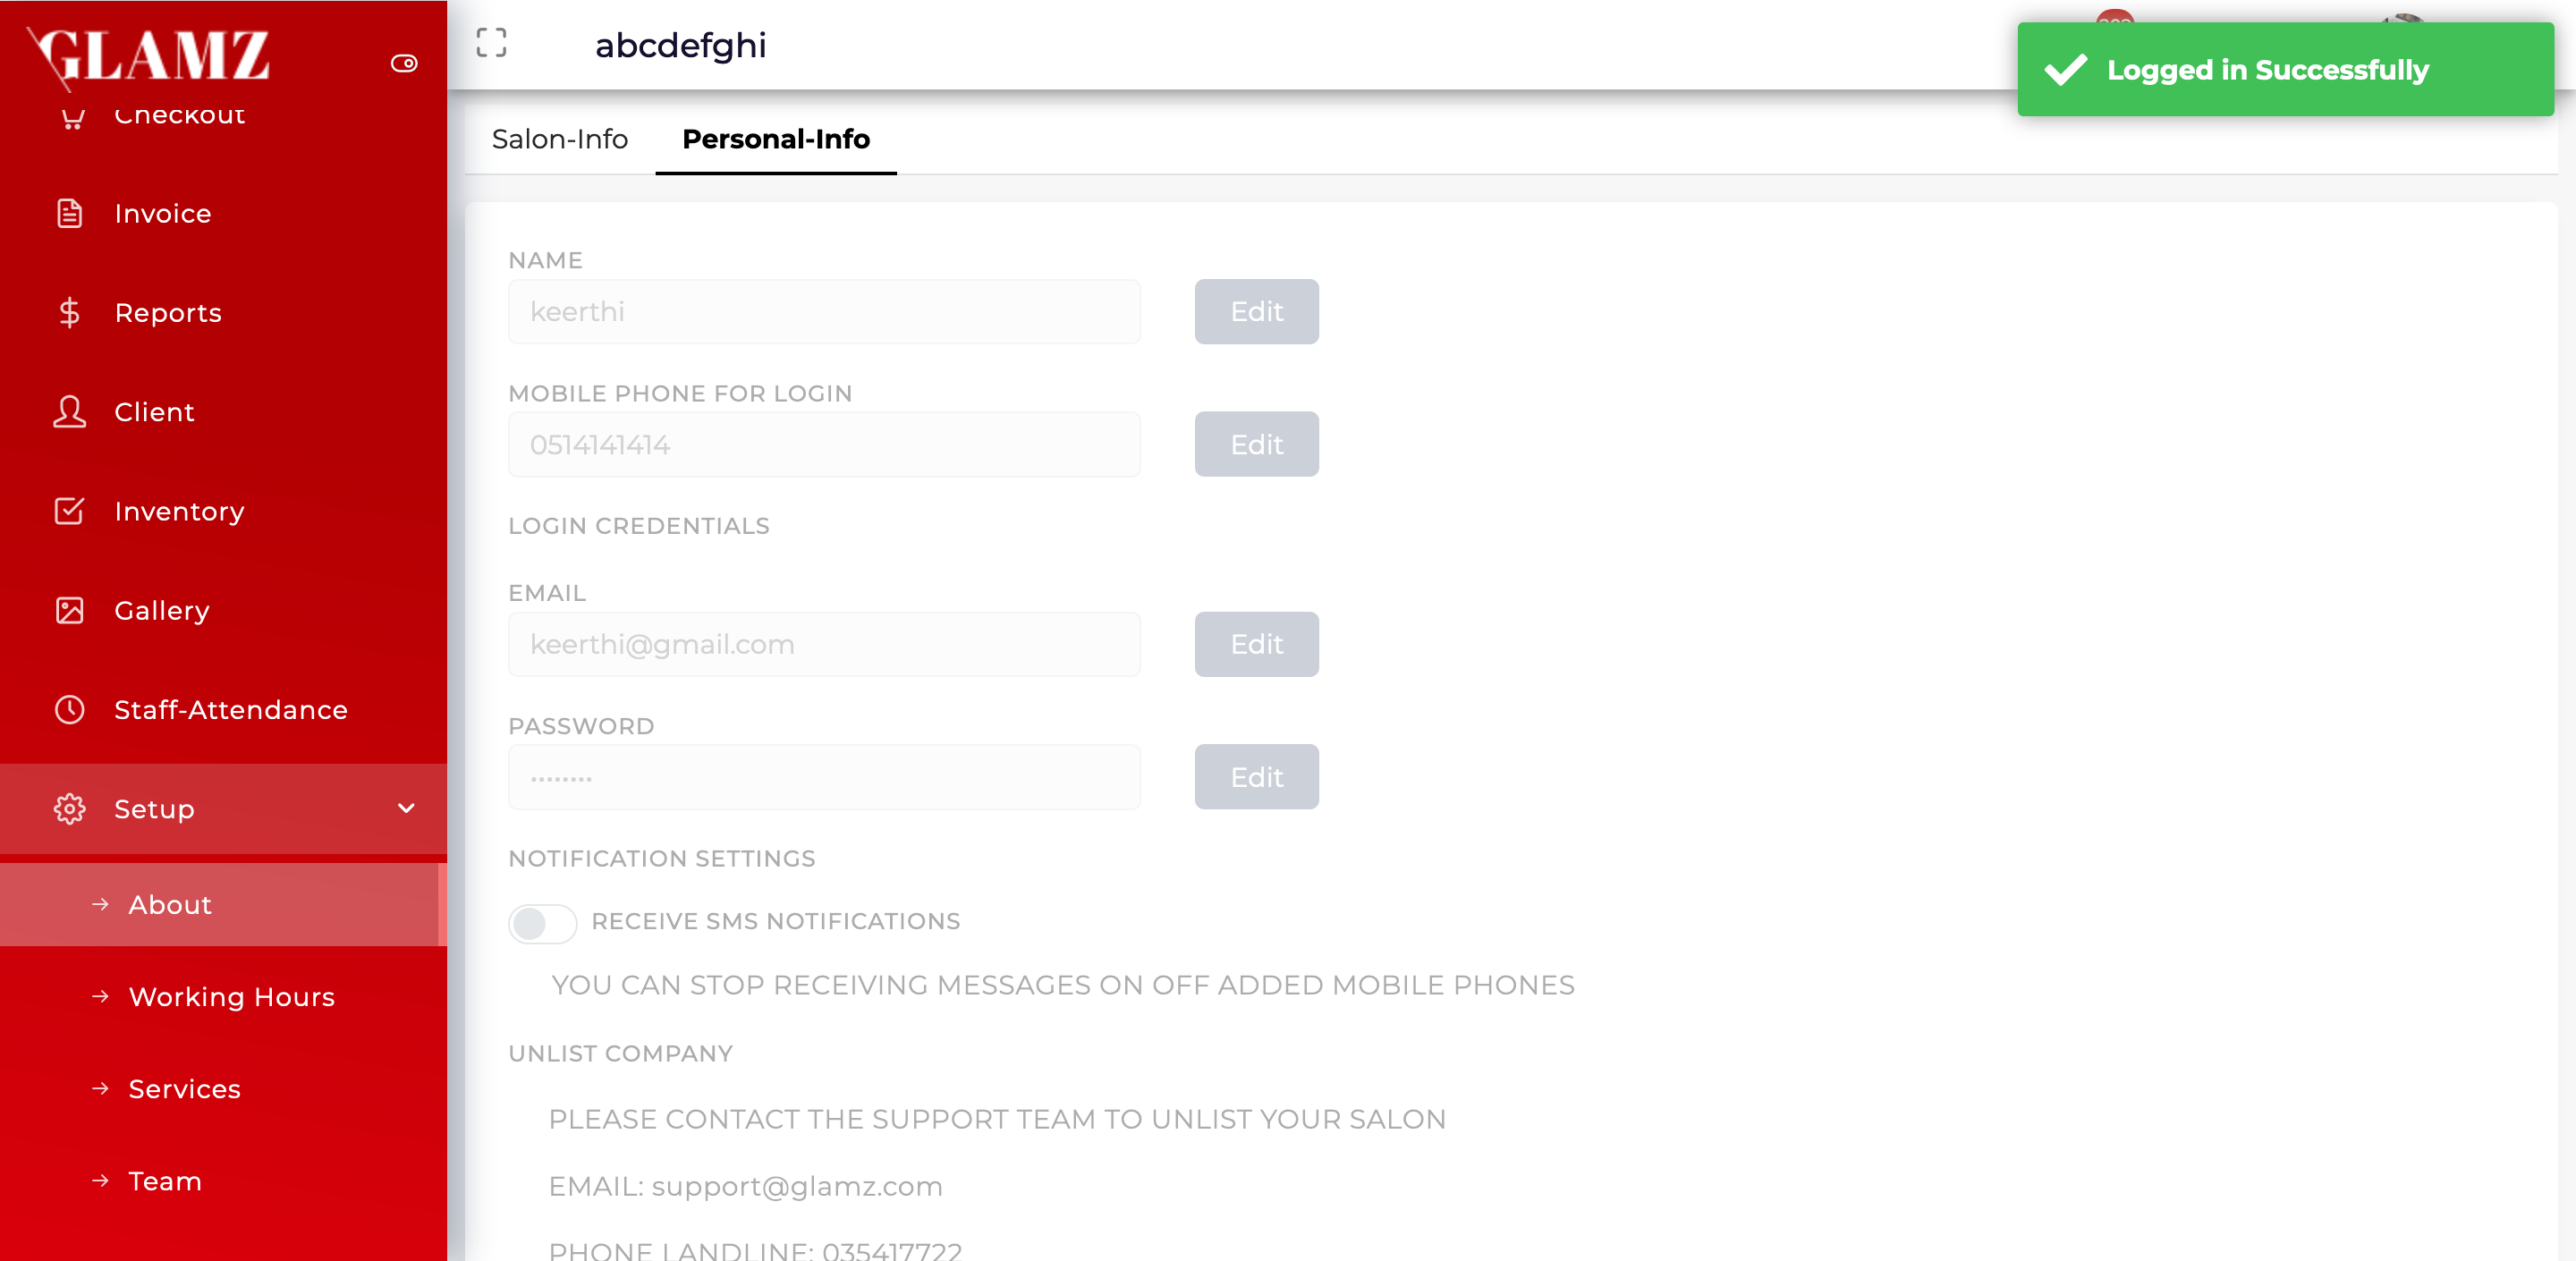 GLAMZ
Checkout
Invoice
Reports
Client
Inventory
Gallery
Staff-Attendance
Setup
About
Working Hours
Services
Team
abcdefghi
Logged in Successfully
Salon-Info
Personal-Info
NAME
keerthi
Edit
MOBILE PHONE FOR LOGIN
0514141414
Edit
LOGIN CREDENTIALS
EMAIL
keerthi@gmail.com
Edit
PASSWORD
••••••••
Edit
NOTIFICATION SETTINGS
RECEIVE SMS NOTIFICATIONS
YOU CAN STOP RECEIVING MESSAGES ON OFF ADDED MOBILE PHONES
UNLIST COMPANY
PLEASE CONTACT THE SUPPORT TEAM TO UNLIST YOUR SALON
EMAIL: support@glamz.com
PHONE LANDLINE: 035417722